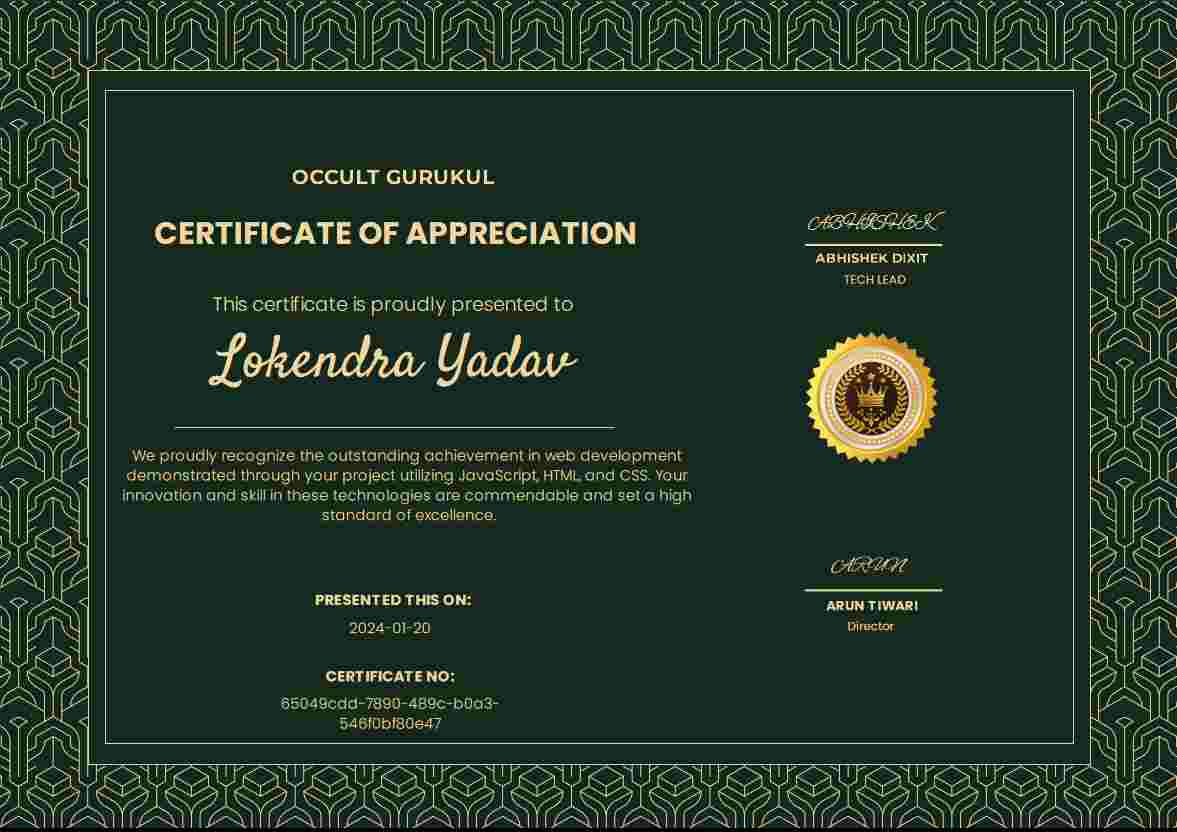 OCCULT GURUKUL
CERTIFICATE OF APPRECIATION
This certificate is proudly presented to
Lokendra Yadav
We proudly recognize the outstanding achievement in web development
demonstrated through your project utilizing JavaScript, HTML, and CSS. Your
innovation and skill in these technologies are commendable and set a high
standard of excellence.
PRESENTED THIS ON:
2024-01-20
CERTIFICATE NO:
65049cdd-7890-489c-b0a3-
546f0bf80e47
ABHISHEK
ABHISHEK DIXIT
TECH LEAD
ARUN
ARUN TIWARI
Director